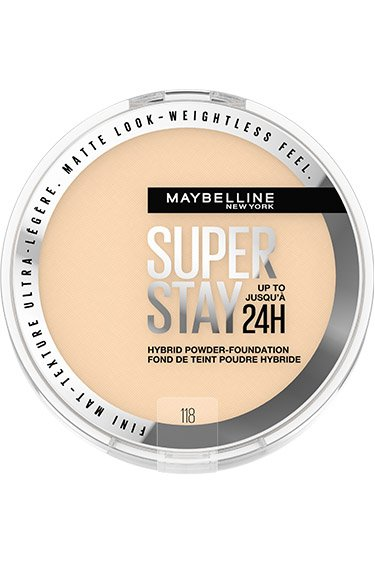 MATTE LOOK-WEIGHTLESS FEEL.
FINI MAT-TEXTURE ULTRA-LÉGÈRE.
MAYBELLINE
NEW YORK
SUPER
STAY
UP TO
JUSQU'À
24H
HYBRID POWDER-FOUNDATION
FOND DE TEINT POUDRE HYBRIDE
118